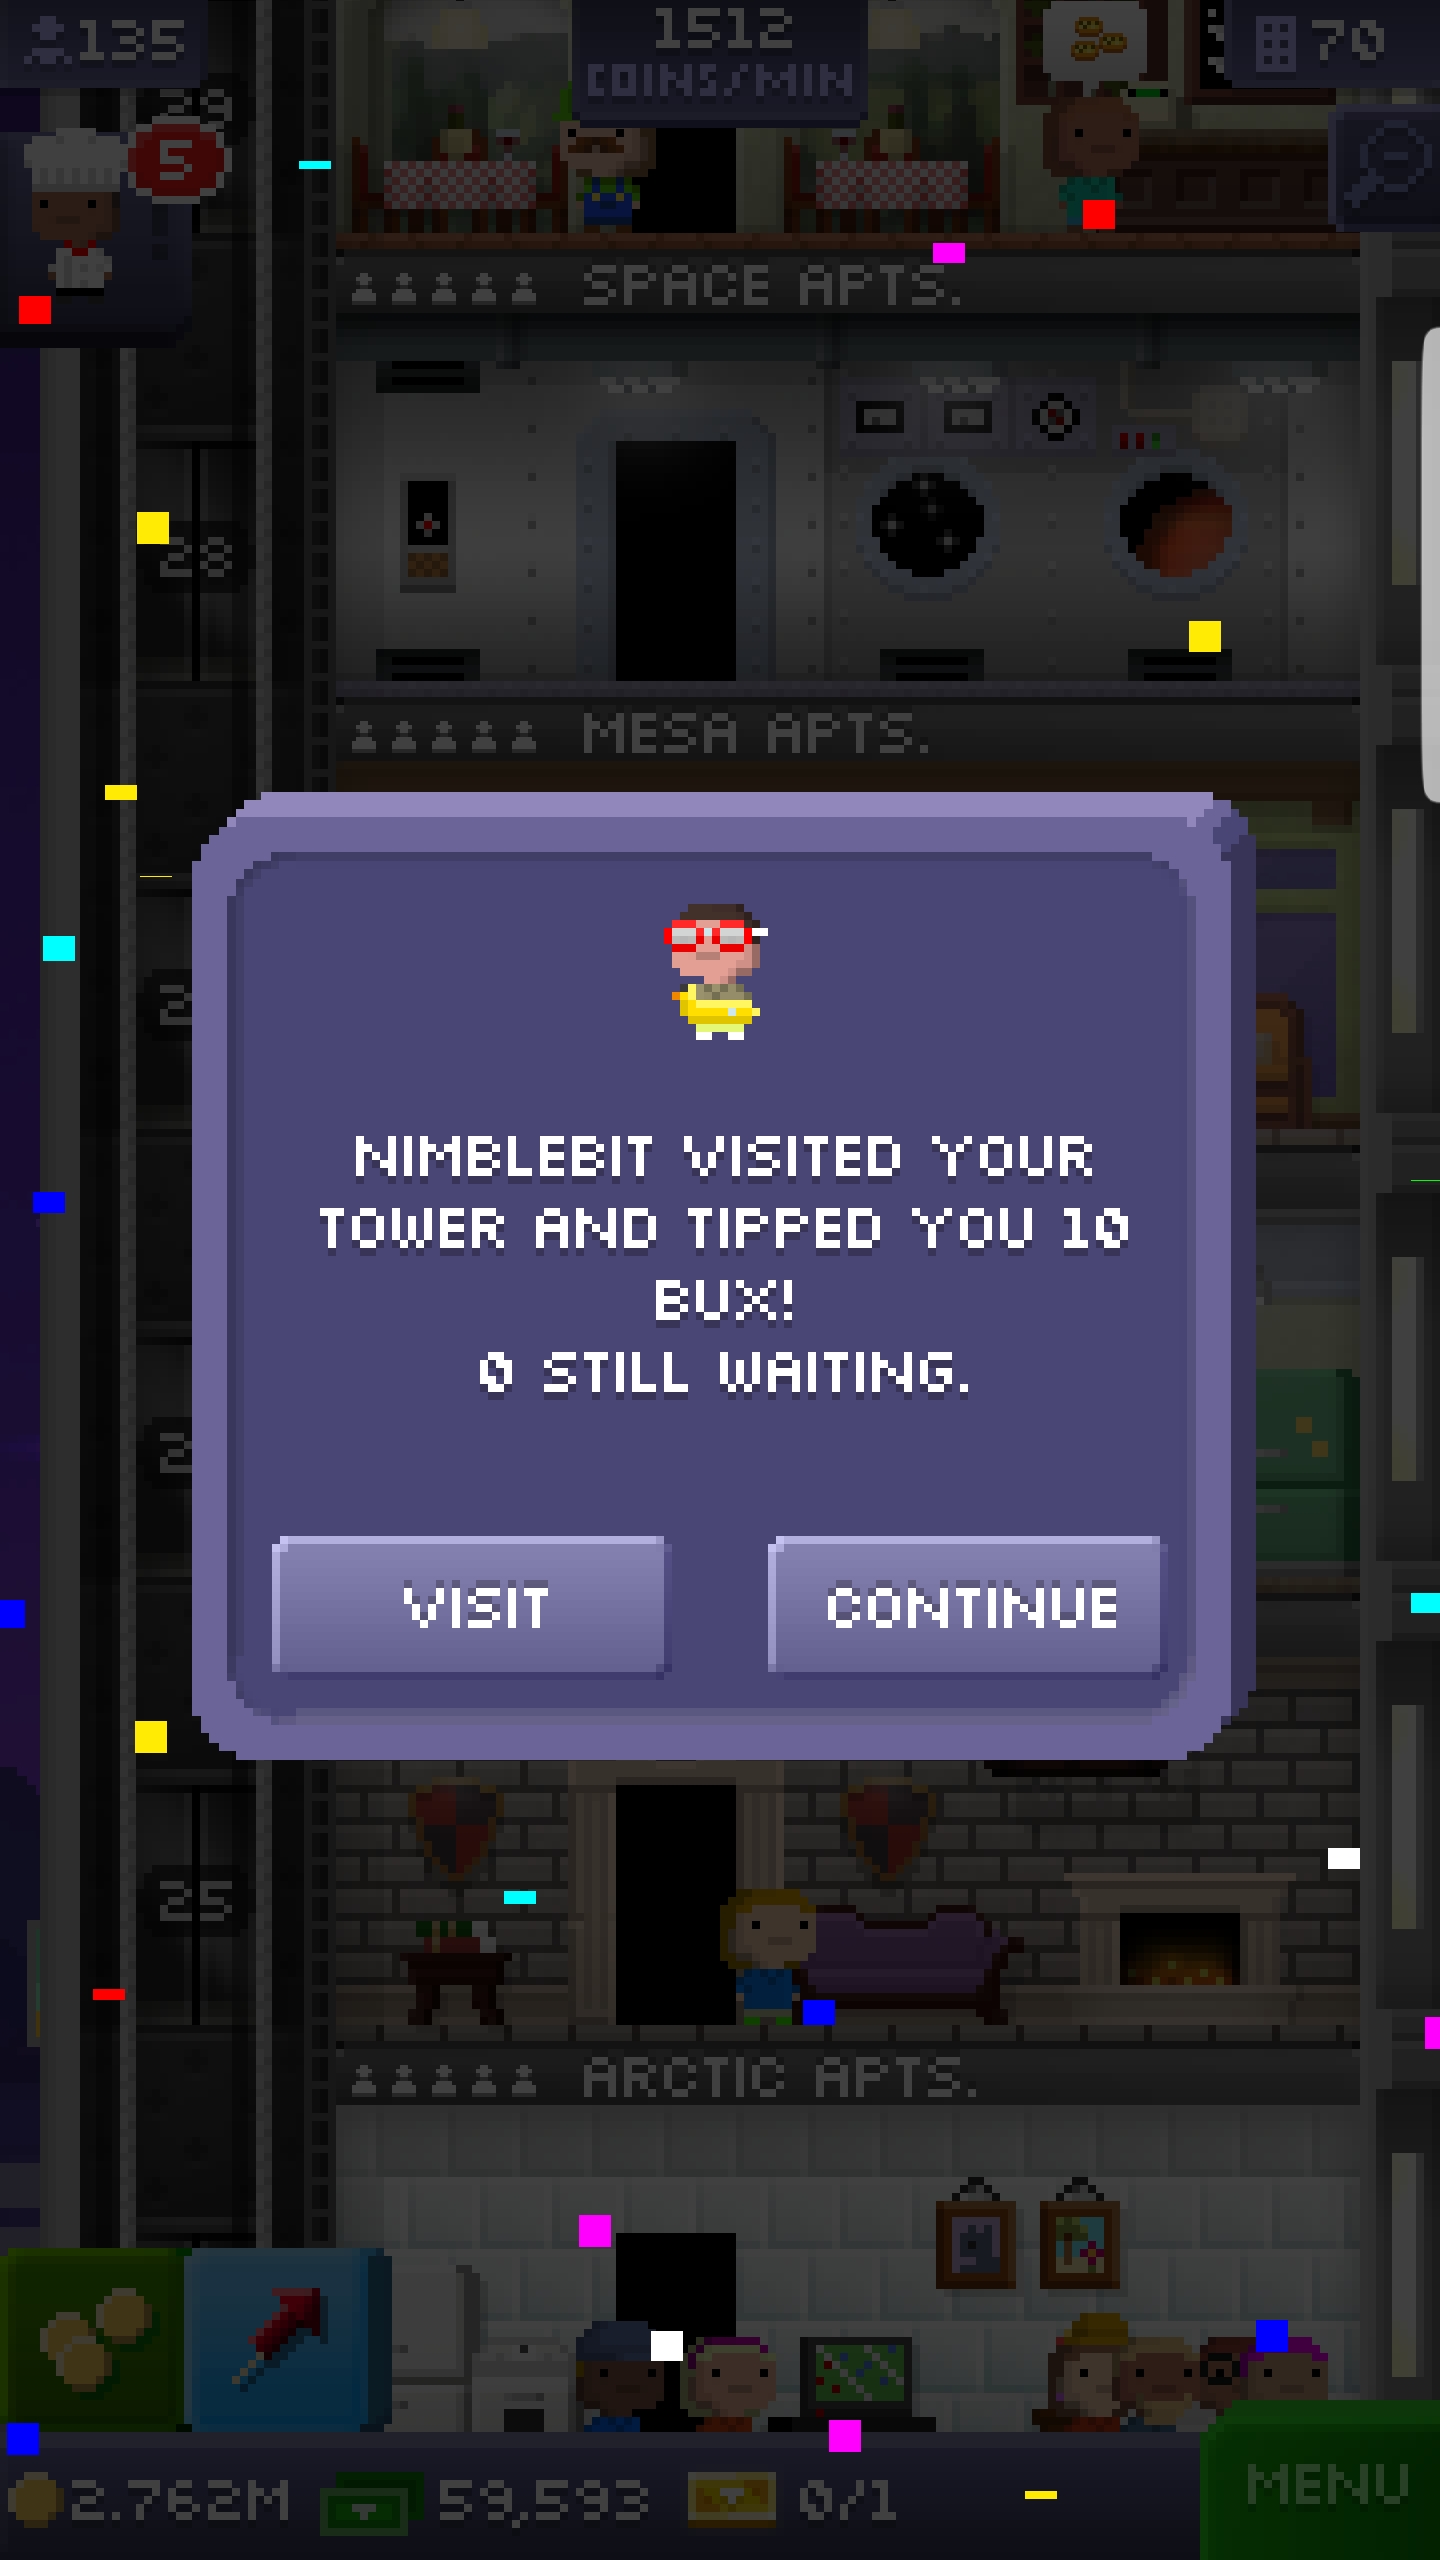 135
1512
COINS/MIN
70
29
5
SPACE APTS.
28
MESA APTS.
NIMBLEBIT VISITED YOUR
TOWER AND TIPPED YOU 10
BUX!
0 STILL WAITING.
VISIT
CONTINUE
25
ARCTIC APTS.
2.762M
59,593
0/1
MENU